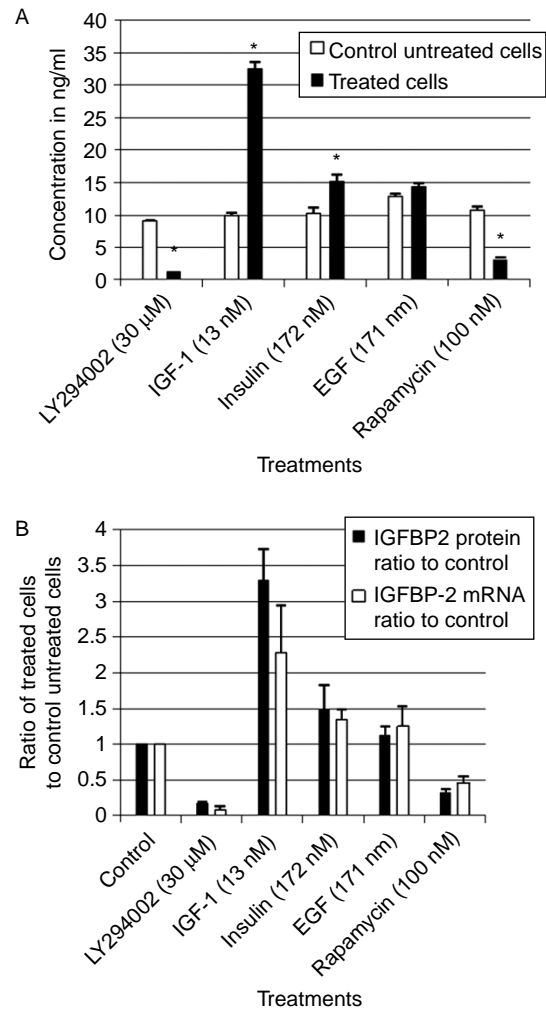 A
Concentration in ng/ml
40
35
30
25
20
15
10
5
0
*
*
*
*
Control untreated cells
Treated cells
LY294002 (30 μM)
IGF-1 (13 nM)
Insulin (172 nM)
EGF (171 nm)
Rapamycin (100 nM)
Treatments
B
Ratio of treated cells
to control untreated cells
4
3.5
3
2.5
2
1.5
1
0.5
0
IGFBP2 protein
ratio to control
IGFBP-2 mRNA
ratio to control
Control
LY294002 (30 μM)
IGF-1 (13 nM)
Insulin (172 nM)
EGF (171 nm)
Rapamycin (100 nM)
Treatments